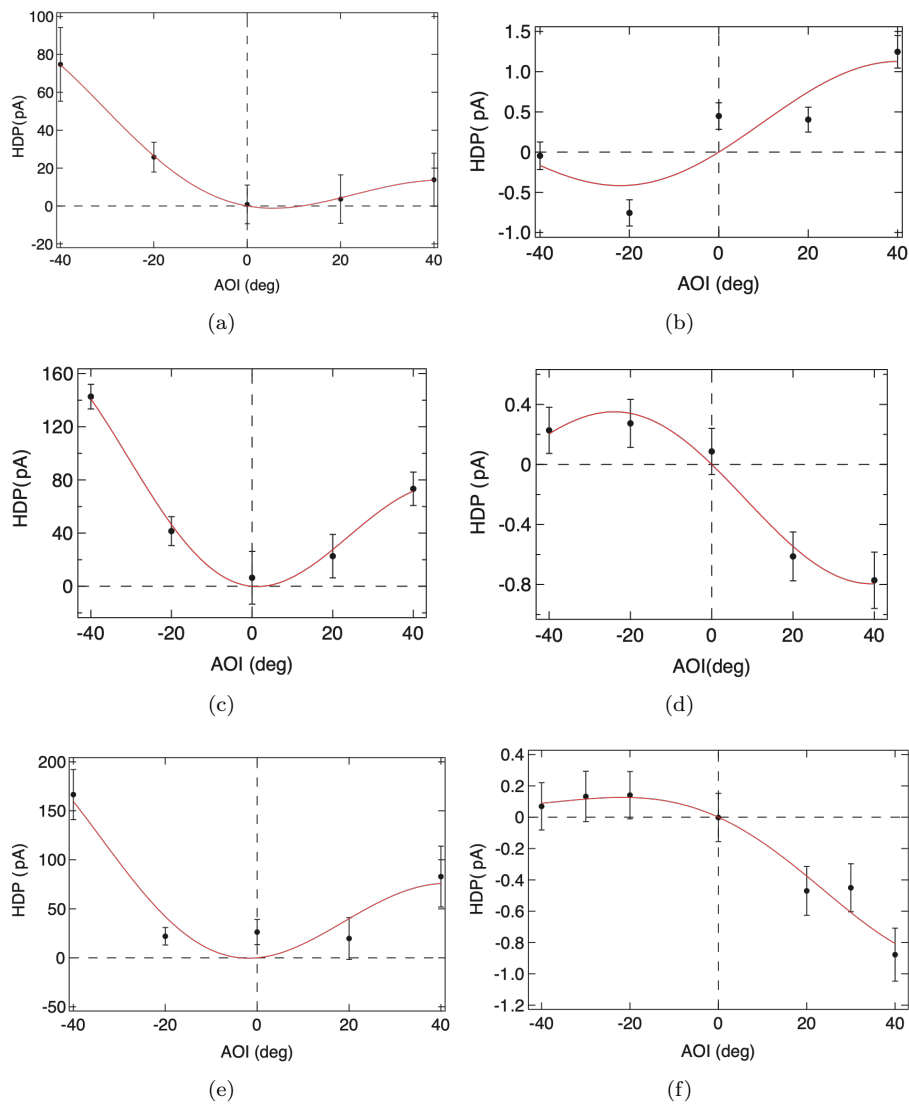 100
80
60
40
20
0
-20
-40 -20 0 20 40
HDP(pA)
AOI (deg)
(a)
1.5
1.0
0.5
0
-0.5
-1.0
-40 -20 0 20 40
HDP( pA)
AOI (deg)
(b)
160
120
80
40
0
-40 -20 0 20 40
HDP(pA)
AOI (deg)
(c)
0.4
0
-0.4
-0.8
-40 -20 0 20 40
HDP (pA)
AOI(deg)
(d)
200
150
100
50
0
-50
-40 -20 0 20 40
HDP (pA)
AOI (deg)
(e)
0.4
0.2
0
-0.2
-0.4
-0.6
-0.8
-1.0
-1.2
-40 -20 0 20 40
HDP( pA)
AOI (deg)
(f)